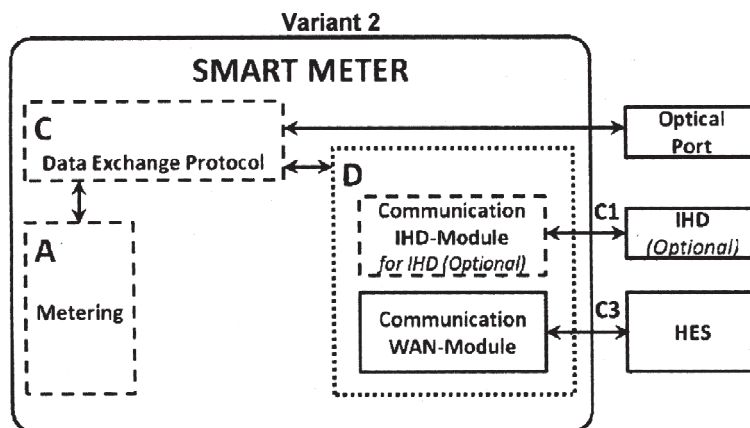 Variant 2
SMART METER
C
Data Exchange Protocol
Optical
Port
D
A
Metering
Communication
IHD-Module
for IHD (Optional)
C1
IHD
(Optional)
Communication
WAN-Module
C3
HES